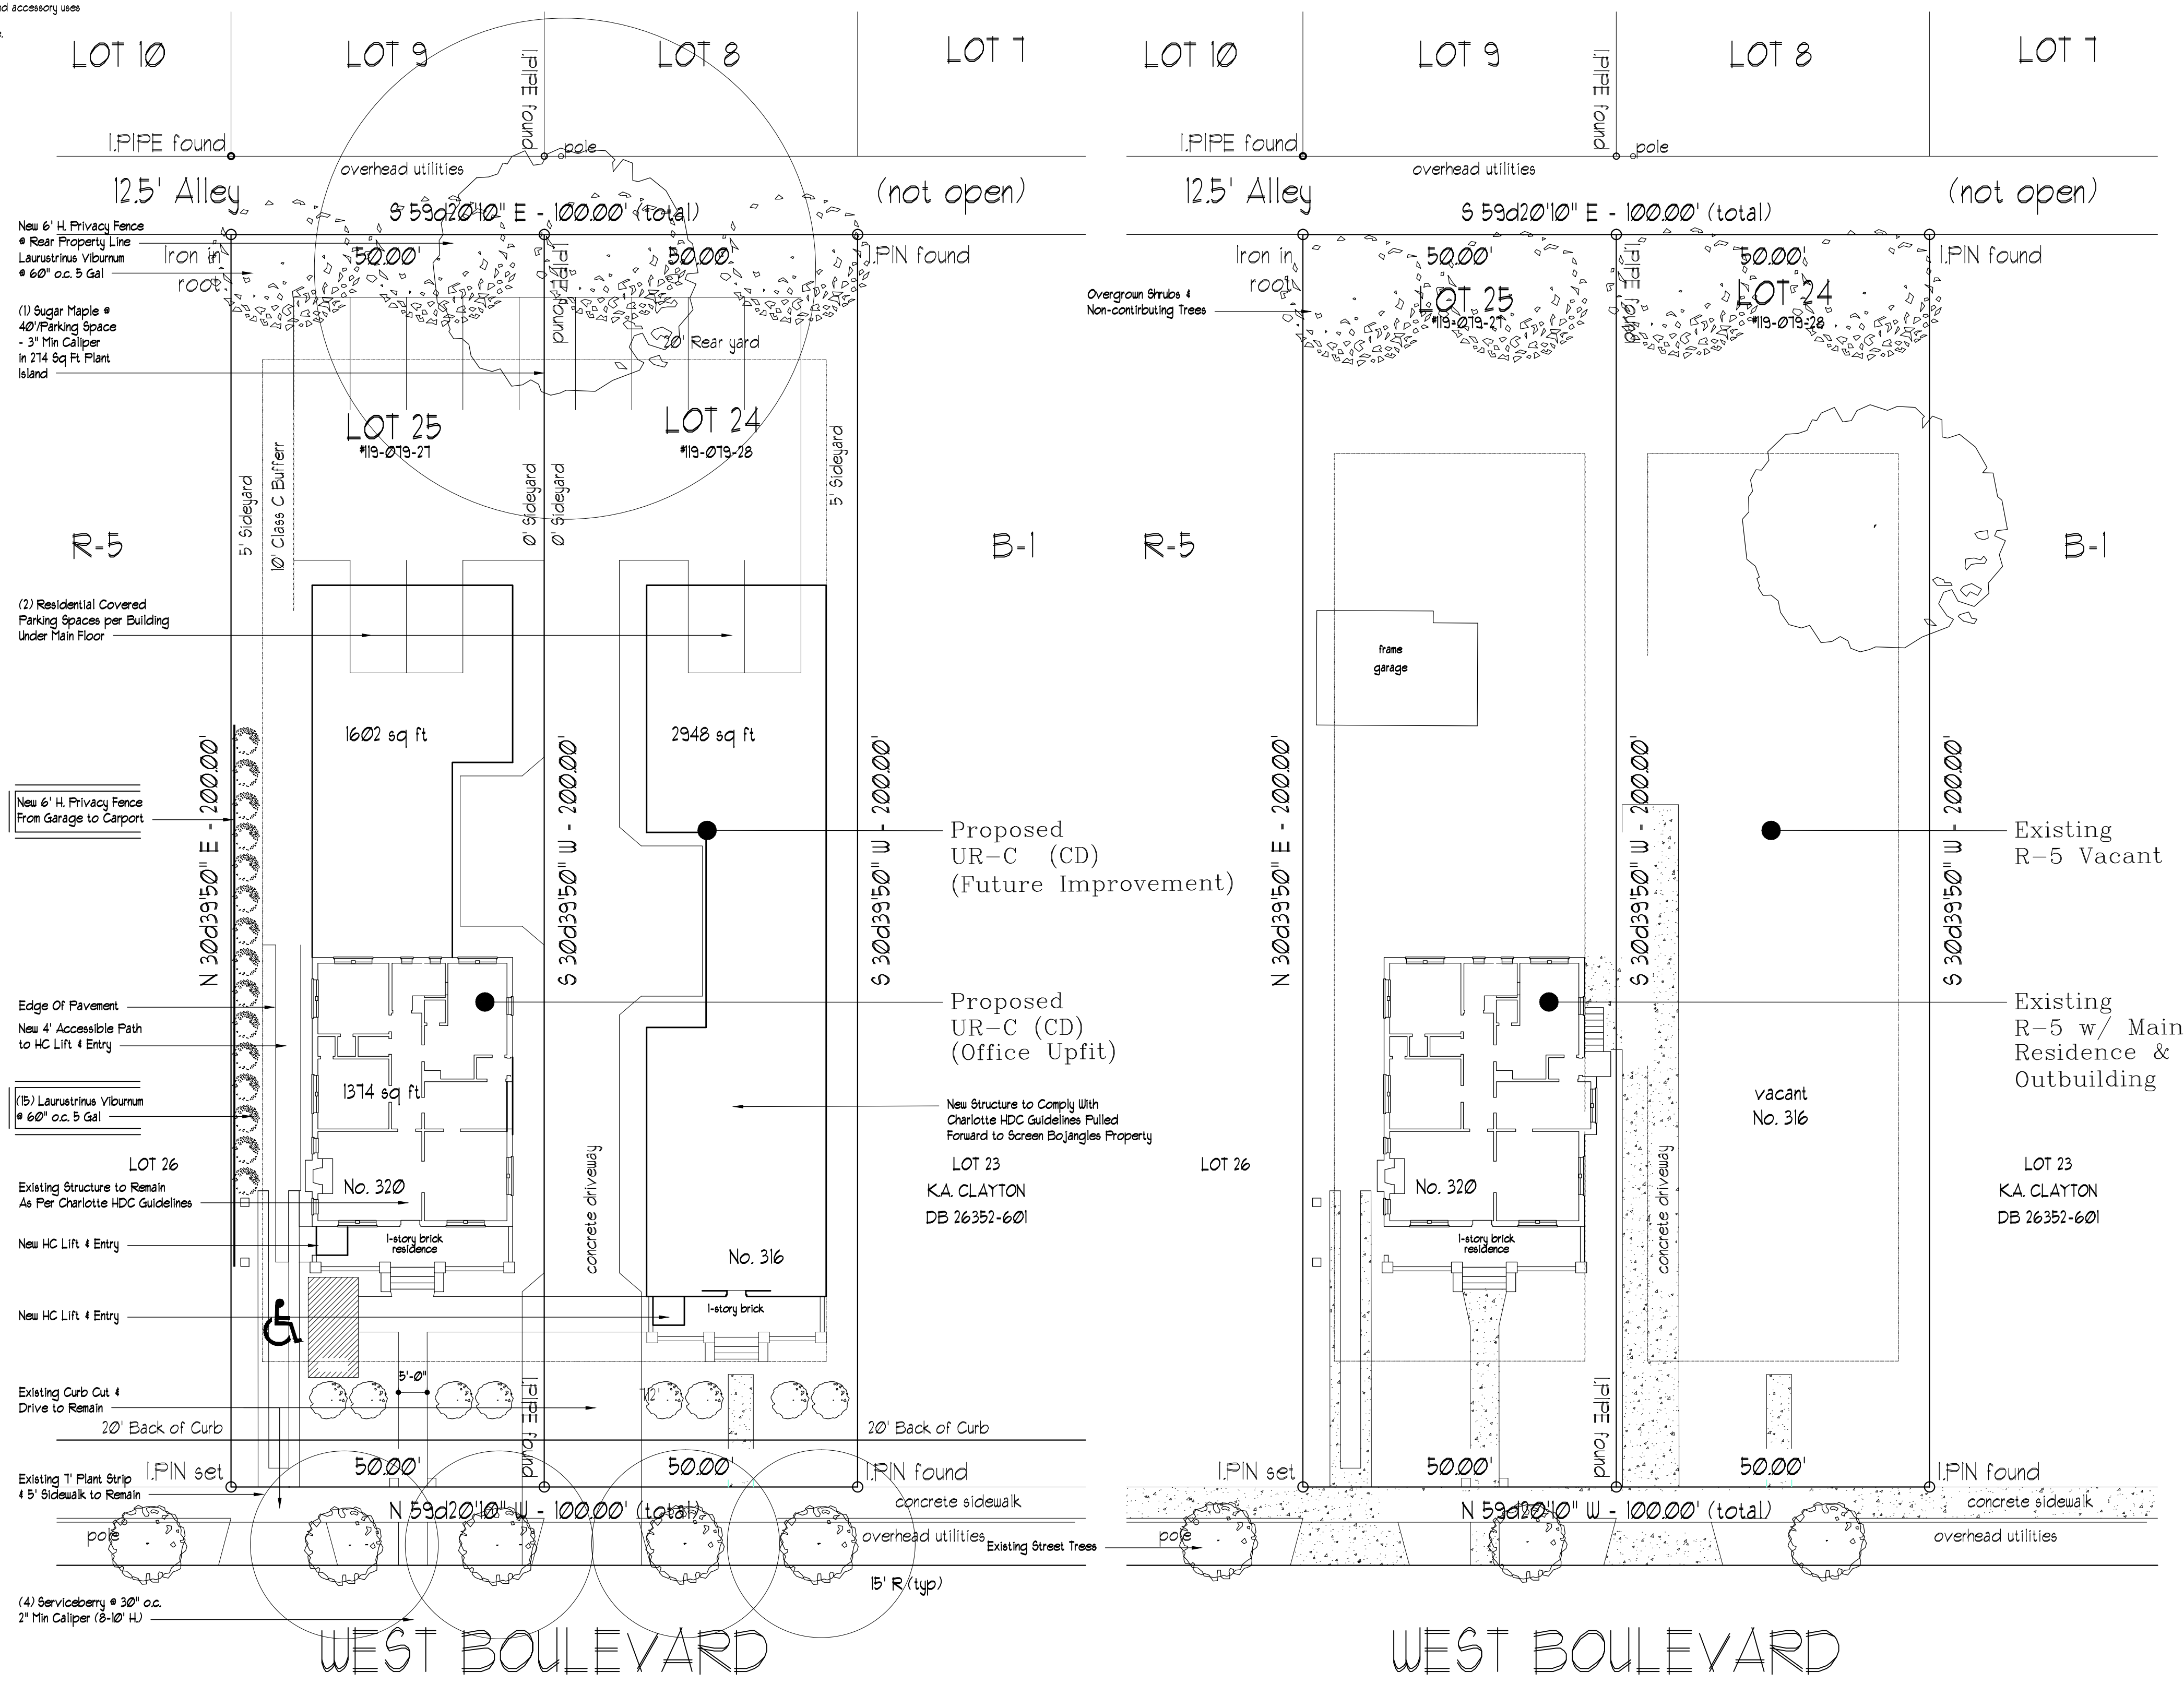 nd accessory uses
LOT 10
LOT 9
LOT 8
LOT 7
I.PIPE found
I.PIPE found
pole
overhead utilities
12.5' Alley
(not open)
S 59d20'10" E - 100.00' (total)
New 6' H. Privacy Fence
@ Rear Property Line
Laurustrinus Viburnum
@ 60" o.c. 5 Gal
Iron in
root
50.00'
I.PIPE found
50.00'
I.PIN found
(1) Sugar Maple @
40'/Parking Space
- 3" Min Caliper
In 274 Sq Ft Plant
Island
20' Rear yard
LOT 25
#119-079-27
LOT 24
#119-079-28
5' Sideyard
10' Class C Bufferr
0' Sideyard
0' Sideyard
5' Sideyard
R-5
B-1
(2) Residential Covered
Parking Spaces per Building
Under Main Floor
1602 sq ft
2948 sq ft
N 30d39'50" E - 200.00'
S 30d39'50" W - 200.00'
S 30d39'50" W - 200.00'
New 6' H. Privacy Fence
From Garage to Carport
Proposed
UR-C (CD)
(Future Improvement)
Edge Of Pavement
New 4' Accessible Path
to HC Lift & Entry
Proposed
UR-C (CD)
(Office Upfit)
1374 sq ft
(15) Laurustrinus Viburnum
@ 60" o.c. 5 Gal
New Structure to Comply With
Charlotte HDC Guidelines Pulled
Forward to Screen Bojangles Property
LOT 26
LOT 23
K.A. CLAYTON
DB 26352-601
Existing Structure to Remain
As Per Charlotte HDC Guidelines
No. 320
concrete driveway
New HC Lift & Entry
1-story brick
residence
No. 316
New HC Lift & Entry
1-story brick
5'-0"
Existing Curb Cut &
Drive to Remain
I.PIPE found
20' Back of Curb
20' Back of Curb
Existing 7' Plant Strip
& 5' Sidewalk to Remain
I.PIN set
50.00'
50.00'
I.PIN found
concrete sidewalk
N 59d20'10" W - 100.00' (total)
pole
overhead utilities
15' R (typ)
(4) Serviceberry @ 30" o.c.
2" Min Caliper (8-10' H.)
WEST BOULEVARD
LOT 10
LOT 9
LOT 8
LOT 7
I.PIPE found
I.PIPE found
pole
overhead utilities
12.5' Alley
(not open)
S 59d20'10" E - 100.00' (total)
Iron in
root
50.00'
I.PIPE found
50.00'
I.PIN found
Overgrown Shrubs &
Non-contirbuting Trees
LOT 25
#119-079-27
LOT 24
#119-079-28
R-5
B-1
frame
garage
N 30d39'50" E - 200.00'
S 30d39'50" W - 200.00'
S 30d39'50" W - 200.00'
Existing
R-5 Vacant
Existing
R-5 w/ Main
Residence &
Outbuilding
vacant
No. 316
LOT 26
LOT 23
K.A. CLAYTON
DB 26352-601
No. 320
concrete driveway
1-story brick
residence
I.PIPE found
I.PIN set
50.00'
50.00'
I.PIN found
concrete sidewalk
N 59d20'10" W - 100.00' (total)
pole
overhead utilities
Existing Street Trees
WEST BOULEVARD